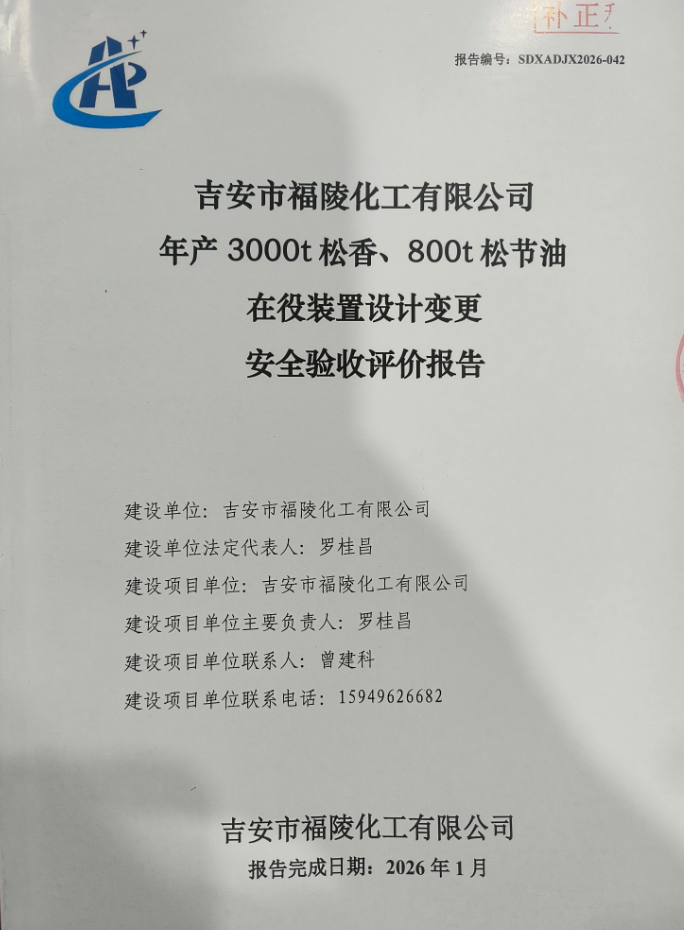 补正
报告编号：SDXADJX2026-042
吉安市福陵化工有限公司
年产 3000t 松香、800t 松节油
在役装置设计变更
安全验收评价报告
建设单位：吉安市福陵化工有限公司
建设单位法定代表人：罗桂昌
建设项目单位：吉安市福陵化工有限公司
建设项目单位主要负责人：罗桂昌
建设项目单位联系人：曾建科
建设项目单位联系电话：15949626682
吉安市福陵化工有限公司
报告完成日期：2026 年 1 月